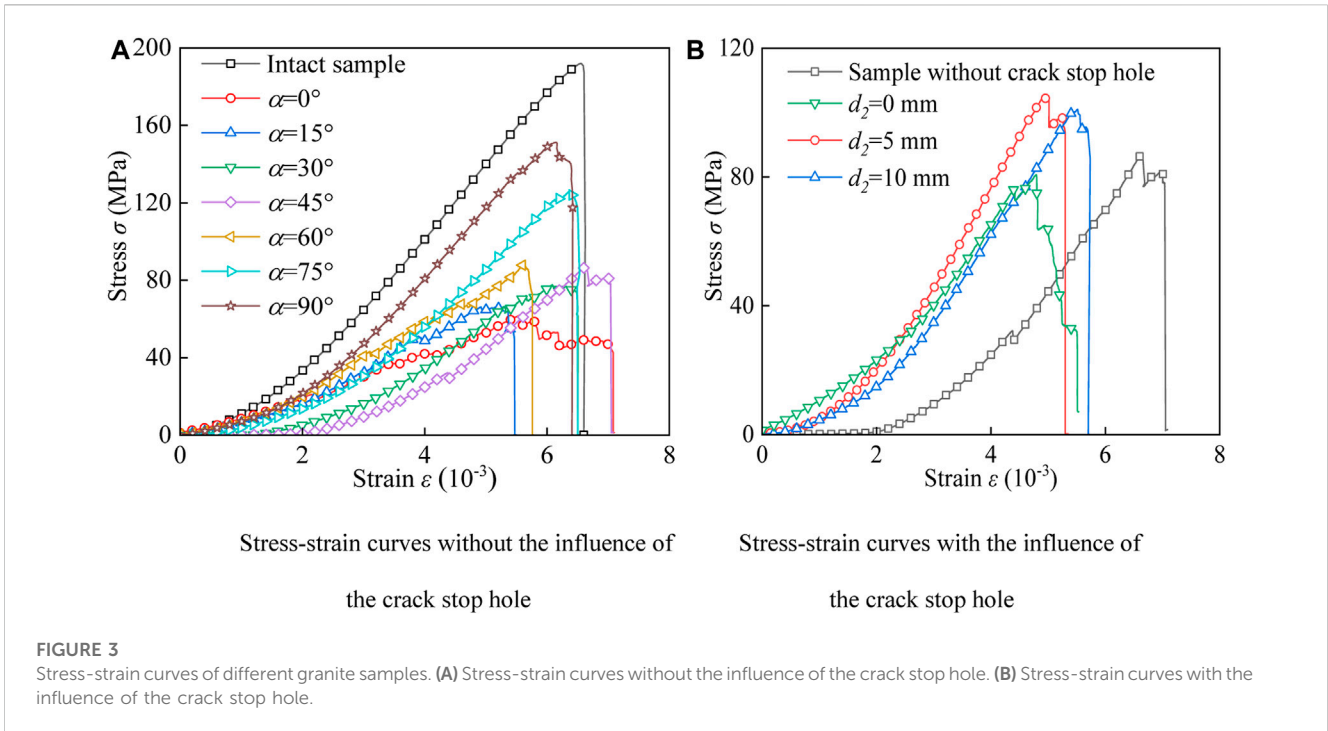 A
200
160
120
80
40
0
Stress σ (MPa)
Intact sample
α=0°
α=15°
α=30°
α=45°
α=60°
α=75°
α=90°
0 2 4 6 8
Strain ε (10⁻³)
Stress-strain curves without the influence of
the crack stop hole
B
120
80
40
0
Stress σ (MPa)
Sample without crack stop hole
d₂=0 mm
d₂=5 mm
d₂=10 mm
0 2 4 6 8
Strain ε (10⁻³)
Stress-strain curves with the influence of
the crack stop hole
FIGURE 3
Stress-strain curves of different granite samples. (A) Stress-strain curves without the influence of the crack stop hole. (B) Stress-strain curves with the
influence of the crack stop hole.